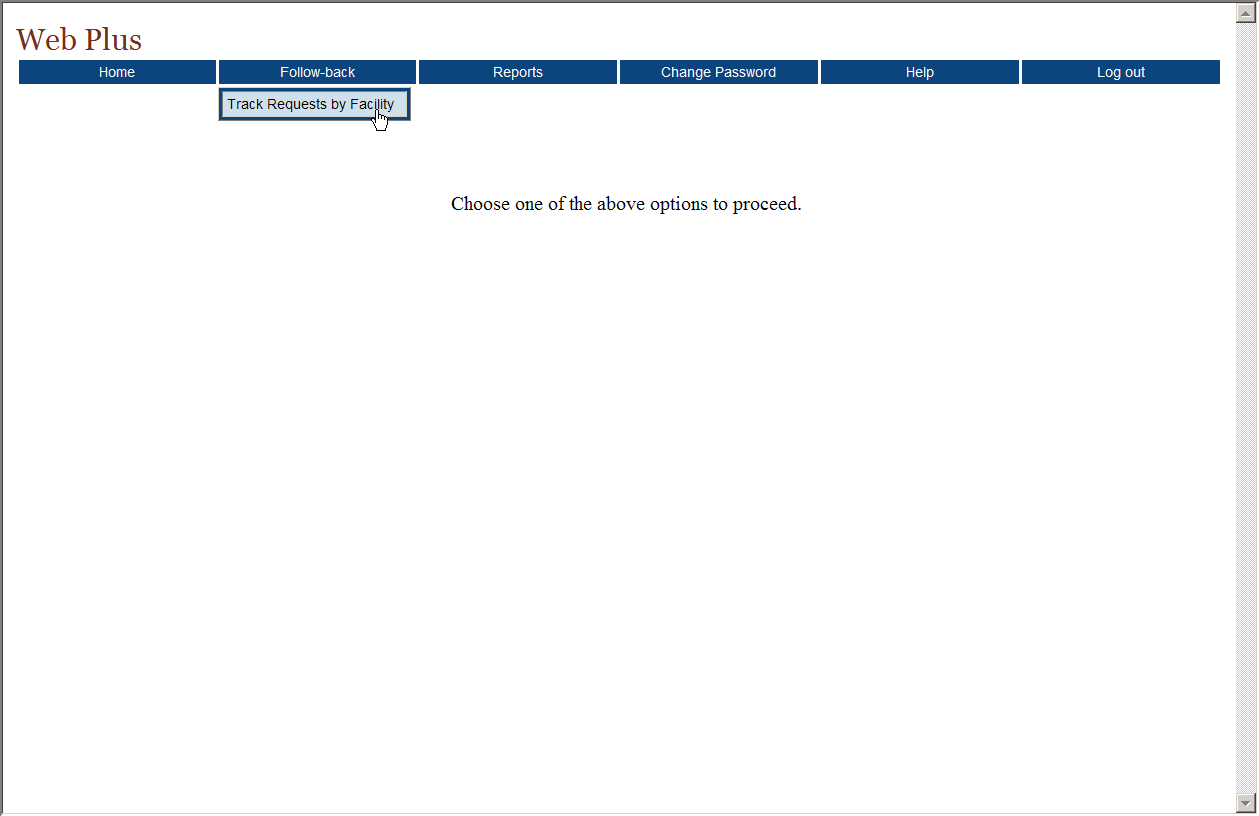 Web Plus
Home Follow-back Reports Change Password Help Log out
Track Requests by Facility
Choose one of the above options to proceed.